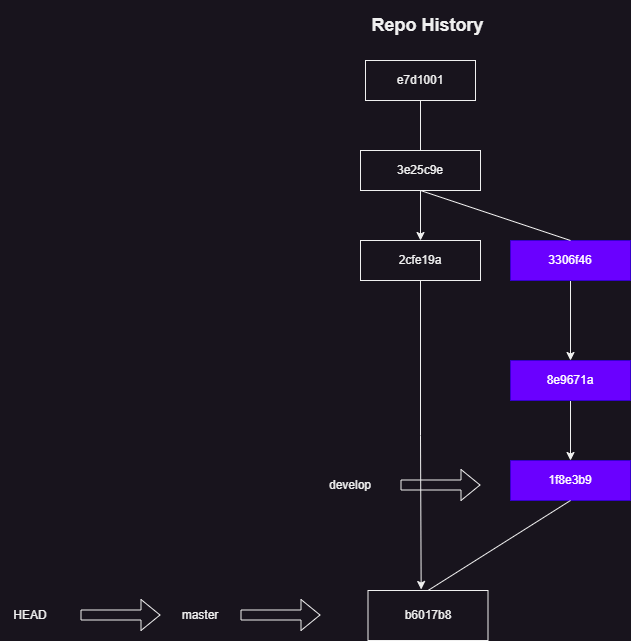 Repo History
e7d1001
3e25c9e
2cfe19a
3306f46
8e9671a
1f8e3b9
develop
HEAD
master
b6017b8